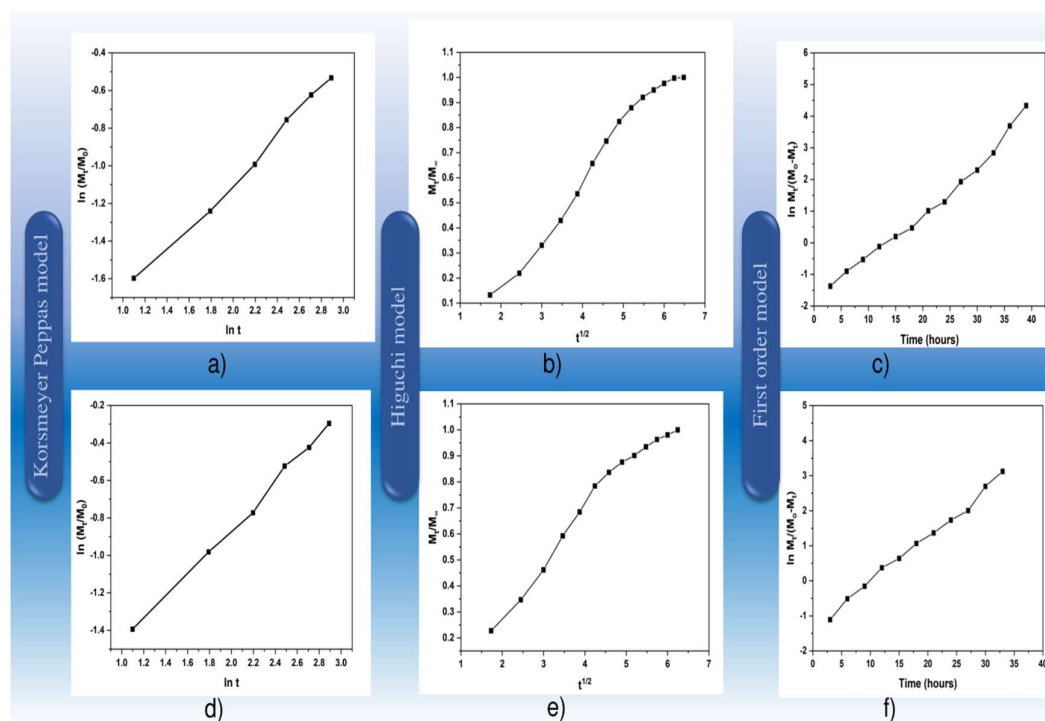 Korsmeyer Peppas model
ln (Mₜ/M₀)
-0.4
-0.6
-0.8
-1.0
-1.2
-1.4
-1.6
1.0 1.2 1.4 1.6 1.8 2.0 2.2 2.4 2.6 2.8 3.0
ln t
a)
Higuchi model
Mₜ/M∞
1.1
1.0
0.9
0.8
0.7
0.6
0.5
0.4
0.3
0.2
0.1
1 2 3 4 5 6 7
t¹ᐟ²
b)
First order model
ln Mₜ/(M₀-Mₜ)
6
5
4
3
2
1
0
-1
-2
0 5 10 15 20 25 30 35 40
Time (hours)
c)
ln (Mₜ/M₀)
-0.2
-0.4
-0.6
-0.8
-1.0
-1.2
-1.4
1.0 1.2 1.4 1.6 1.8 2.0 2.2 2.4 2.6 2.8 3.0
ln t
d)
Mₜ/M∞
1.1
1.0
0.9
0.8
0.7
0.6
0.5
0.4
0.3
0.2
1 2 3 4 5 6 7
t¹ᐟ²
e)
ln Mₜ/(M₀-Mₜ)
5
4
3
2
1
0
-1
-2
0 5 10 15 20 25 30 35 40
Time (hours)
f)